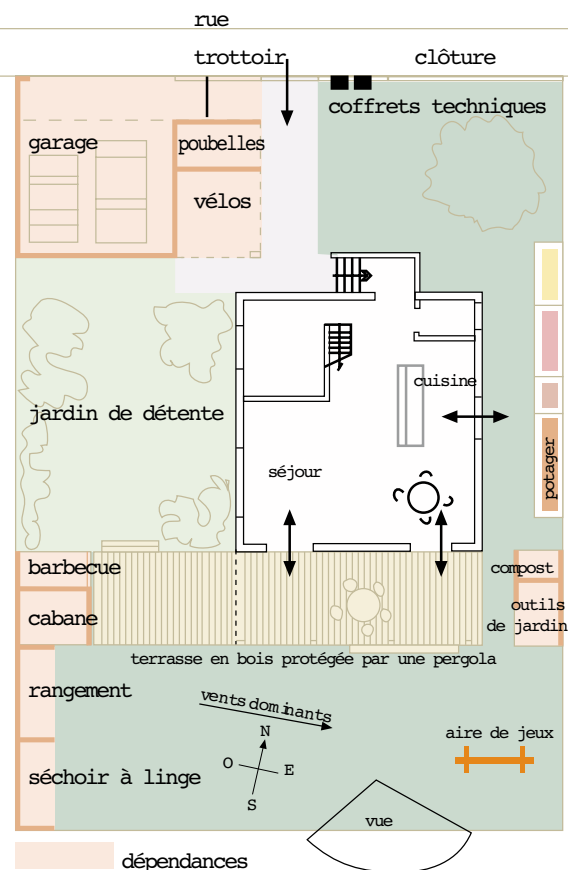 rue
trottoir
clôture
coffrets techniques
garage
poubelles
vélos
cuisine
jardin de détente
potager
séjour
barbecue
compost
cabane
outils
de jardin
terrasse en bois protégée par une pergola
rangement
vents dominants
N
O
E
S
aire de jeux
séchoir à linge
vue
dépendances